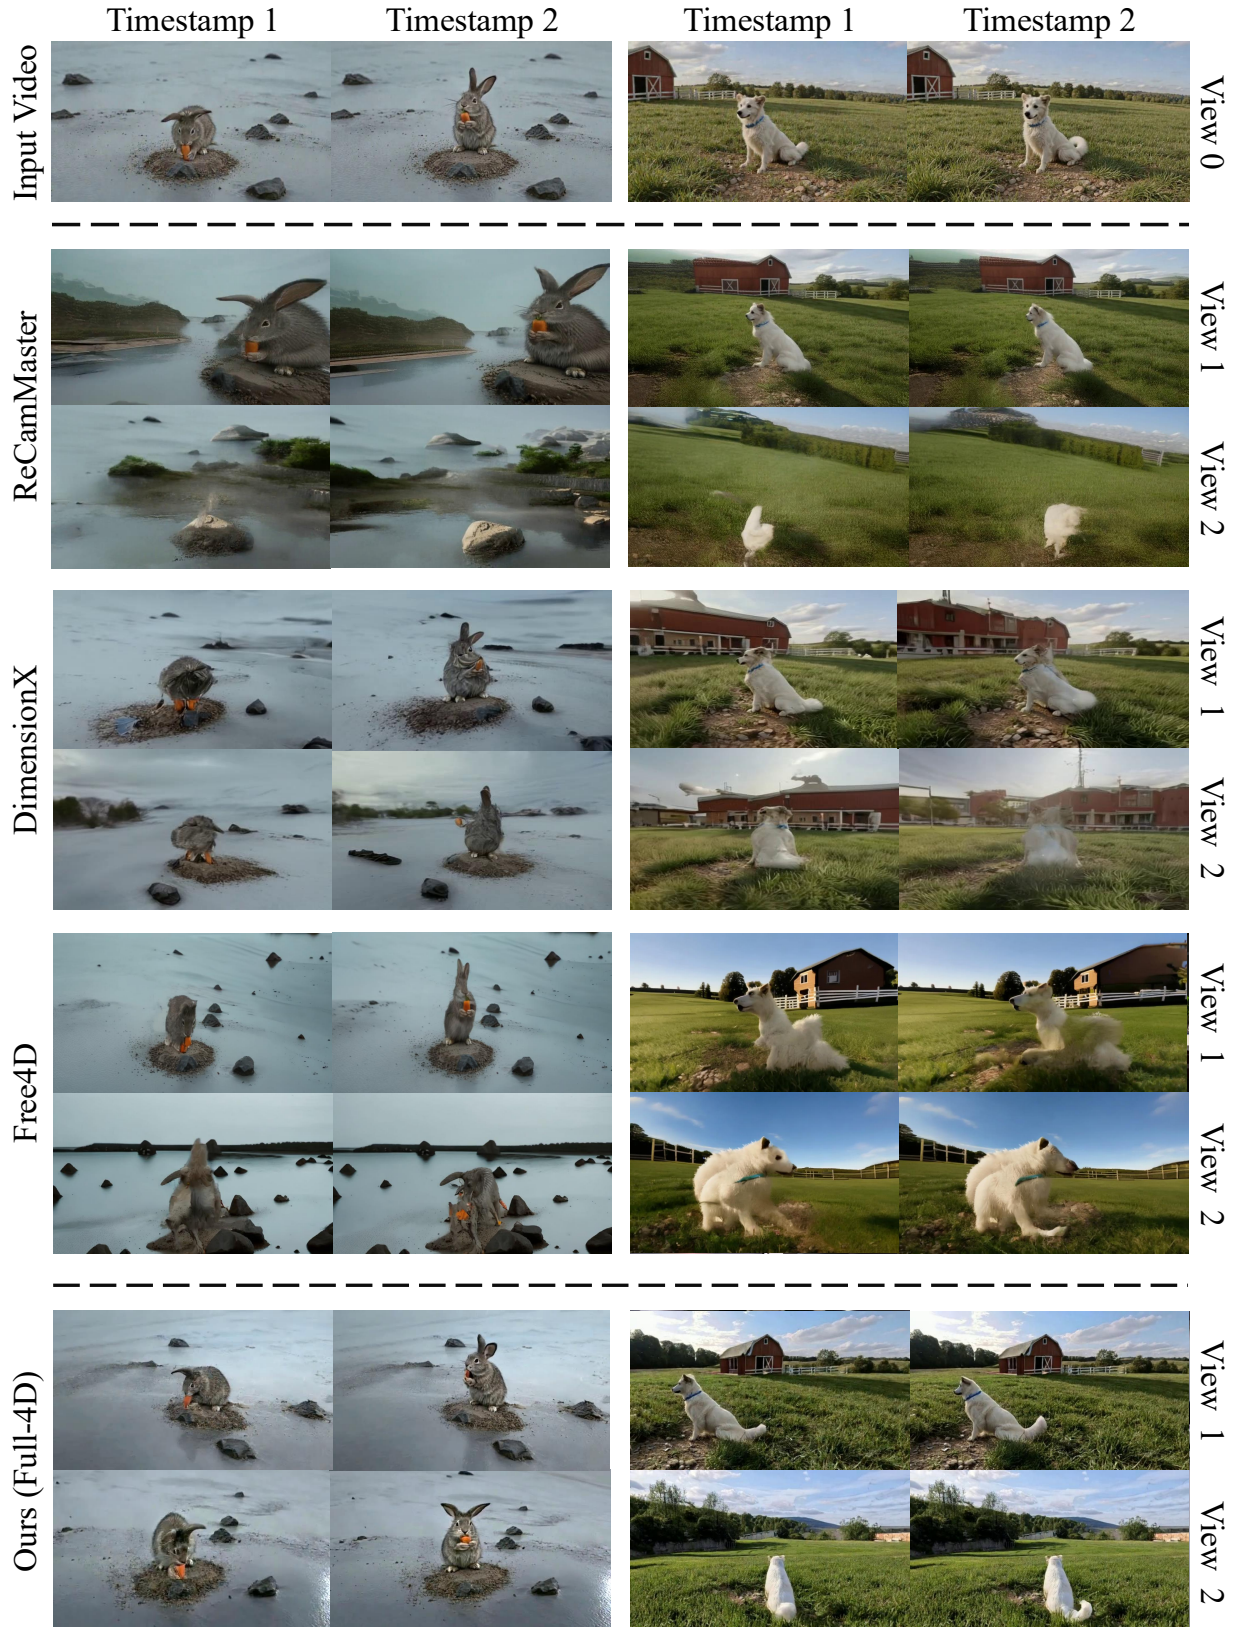 Timestamp 1
Timestamp 2
Timestamp 1
Timestamp 2
Input Video
View 0
ReCamMaster
View 1
View 2
DimensionX
View 1
View 2
Free4D
View 1
View 2
Ours (Full-4D)
View 1
View 2